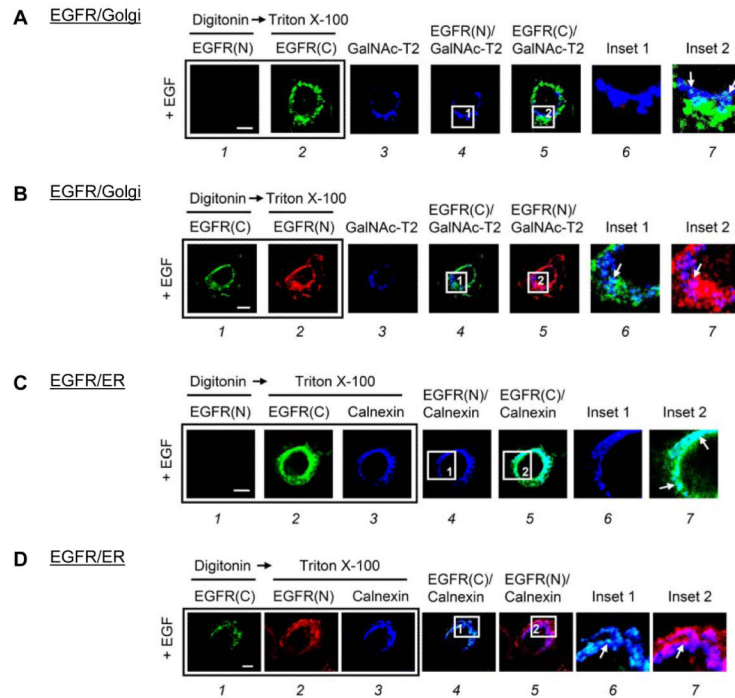 A EGFR/Golgi
Digitonin → Triton X-100
EGFR(N) EGFR(C) GalNAc-T2 EGFR(N)/ GalNAc-T2 EGFR(C)/ GalNAc-T2 Inset 1 Inset 2
+ EGF
1 2
1 2 3 4 5 6 7
B EGFR/Golgi
Digitonin → Triton X-100
EGFR(C) EGFR(N) GalNAc-T2 EGFR(C)/ GalNAc-T2 EGFR(N)/ GalNAc-T2 Inset 1 Inset 2
+ EGF
1 2
1 2 3 4 5 6 7
C EGFR/ER
Digitonin → Triton X-100
EGFR(N) EGFR(C) Calnexin EGFR(N)/ Calnexin EGFR(C)/ Calnexin Inset 1 Inset 2
+ EGF
1 2
1 2 3 4 5 6 7
D EGFR/ER
Digitonin → Triton X-100
EGFR(C) EGFR(N) Calnexin EGFR(C)/ Calnexin EGFR(N)/ Calnexin Inset 1 Inset 2
+ EGF
1 2
1 2 3 4 5 6 7